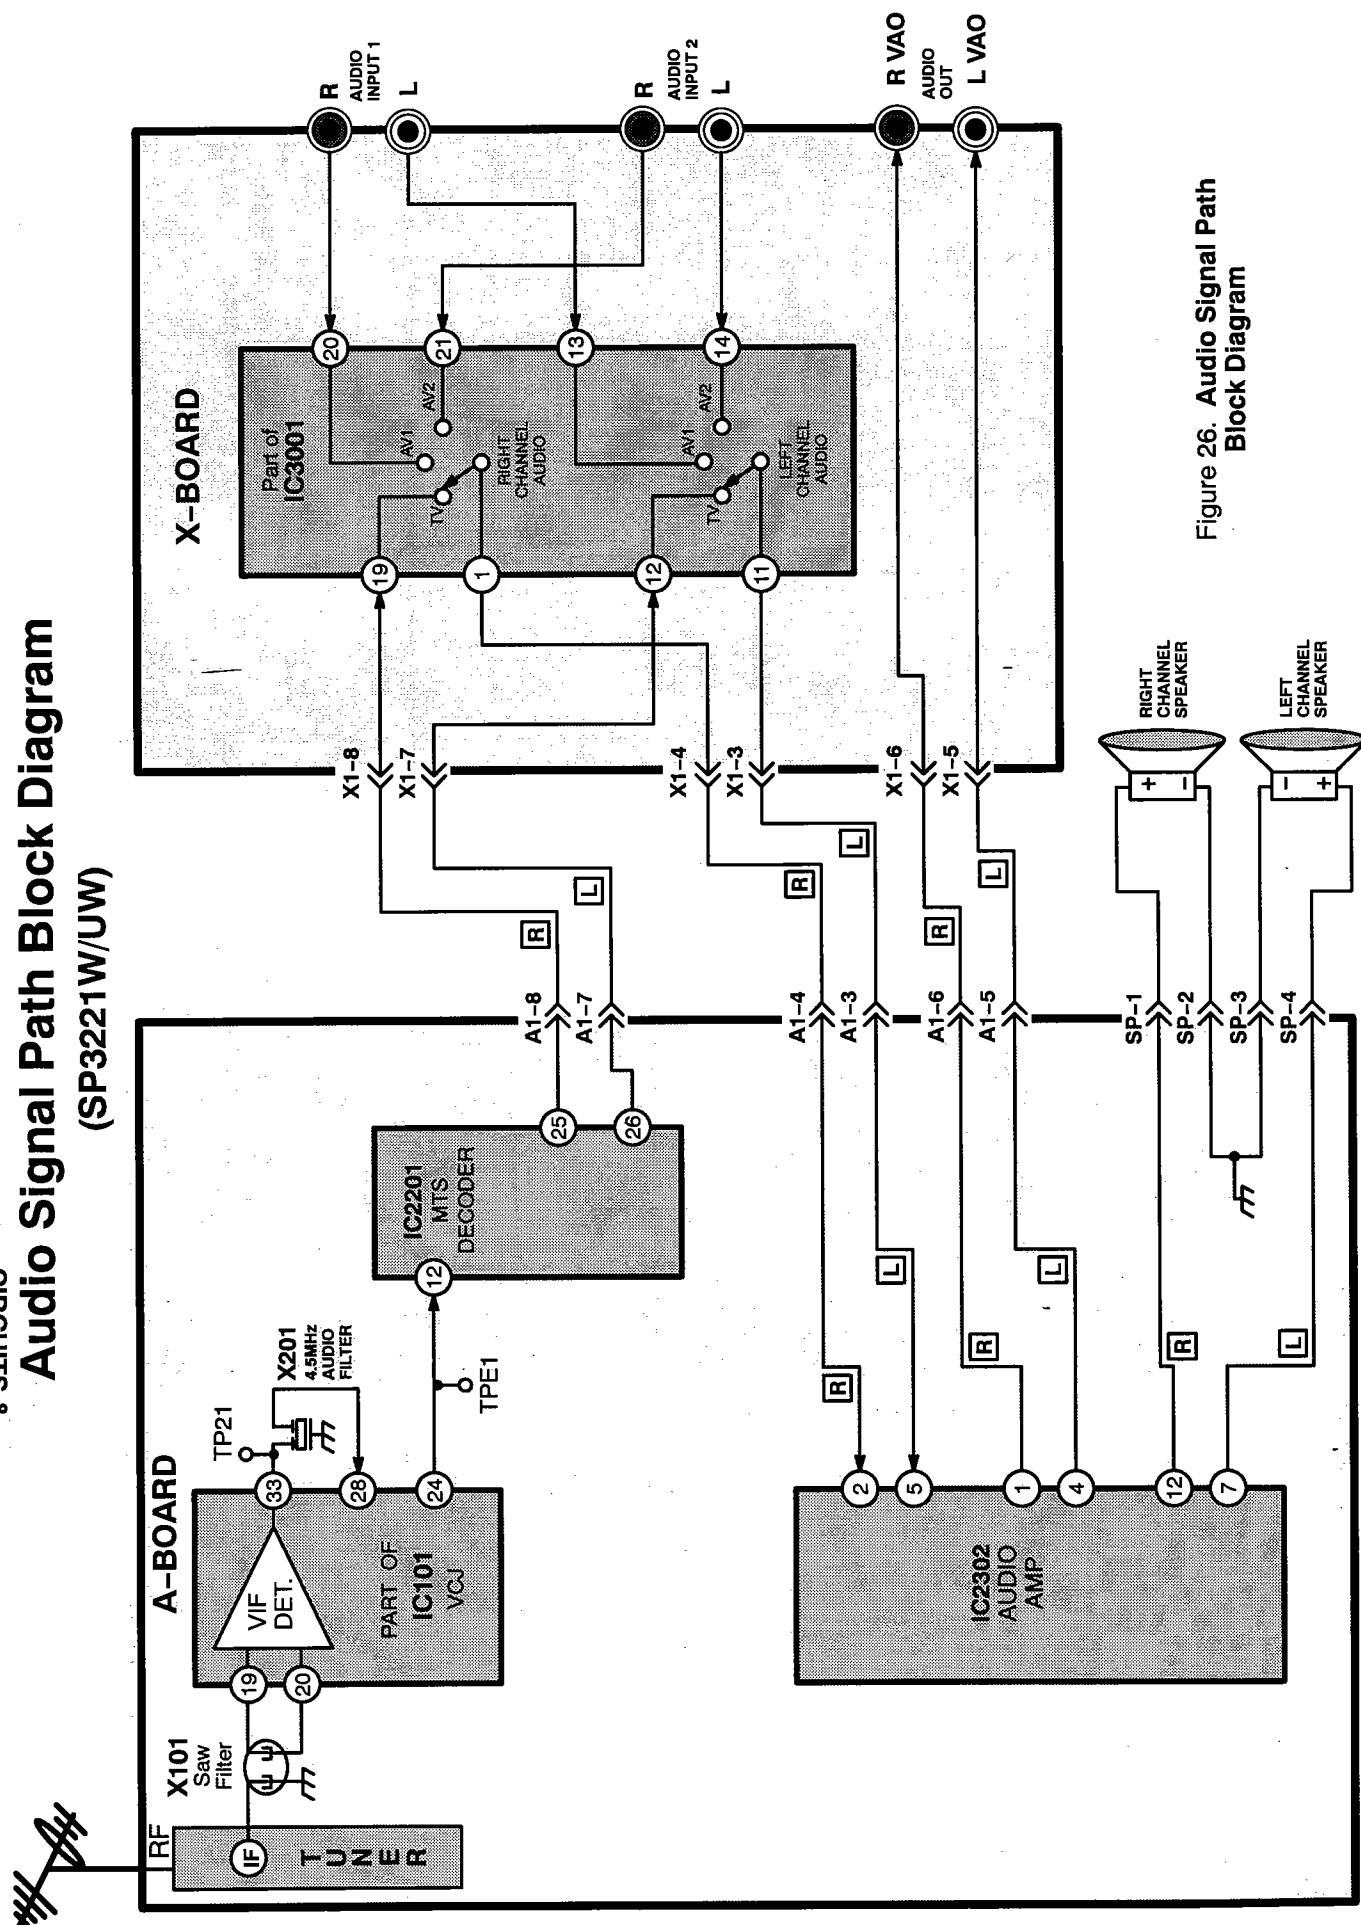 Audio Signal Path Block Diagram
(SP3221W/UW)
A-BOARD
RF
IF
TUNER
X101
Saw
Filter
19
20
VIF
DET.
PART OF
IC101
VCJ
33
28
24
TP21
X201
4.5MHz
AUDIO
FILTER
TPE1
12
IC2201
MTS
DECODER
25
26
A1-8
A1-7
R
L
A1-4
A1-3
A1-6
A1-5
R
L
R
L
IC2302
AUDIO
AMP
2
5
1
4
12
7
R
L
R
L
R
L
SP-1
SP-2
SP-3
SP-4
+
-
-
+
RIGHT
CHANNEL
SPEAKER
LEFT
CHANNEL
SPEAKER
X-BOARD
X1-8
X1-7
X1-4
X1-3
X1-6
X1-5
Part of
IC3001
19
1
12
11
20
21
13
14
TV
AV1
AV2
RIGHT
CHANNEL
AUDIO
TV
AV1
AV2
LEFT
CHANNEL
AUDIO
R
AUDIO
INPUT 1
L
R
AUDIO
INPUT 2
L
R VAO
AUDIO
OUT
L VAO
Figure 26. Audio Signal Path
Block Diagram